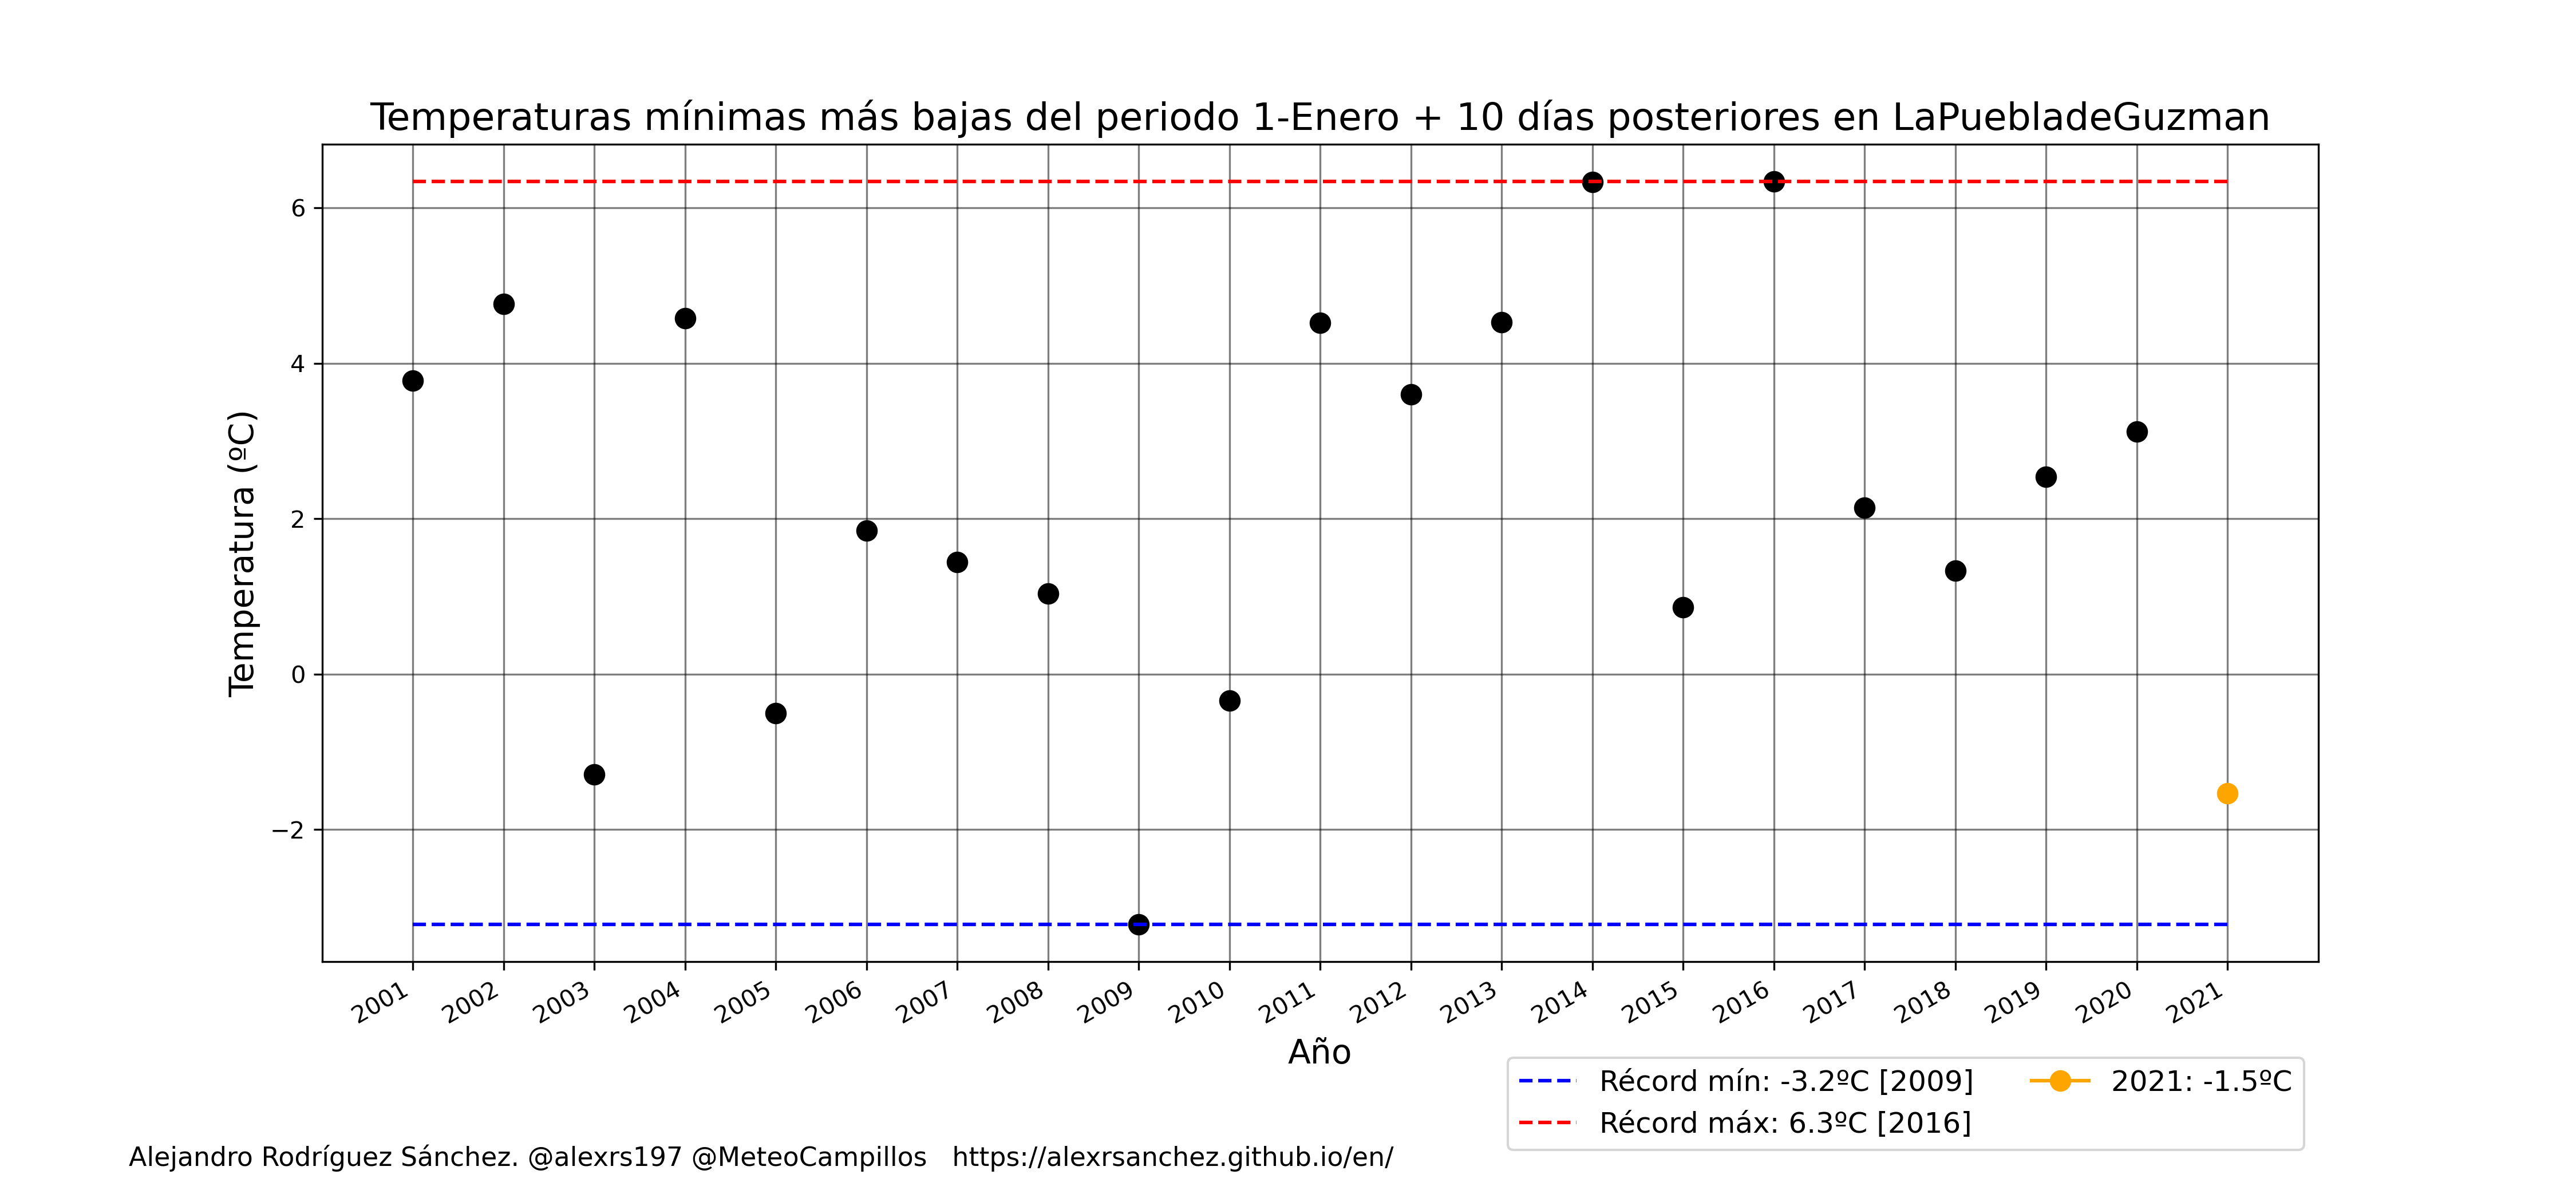 Temperaturas mínimas más bajas del periodo 1-Enero + 10 días posteriores en LaPuebladeGuzman
Temperatura (ºC)
6
4
2
0
−2
2001 2002 2003 2004 2005 2006 2007 2008 2009 2010 2011 2012 2013 2014 2015 2016 2017 2018 2019 2020 2021
Año
Récord mín: -3.2ºC [2009]
Récord máx: 6.3ºC [2016]
2021: -1.5ºC
Alejandro Rodríguez Sánchez. @alexrs197 @MeteoCampillos https://alexrsanchez.github.io/en/